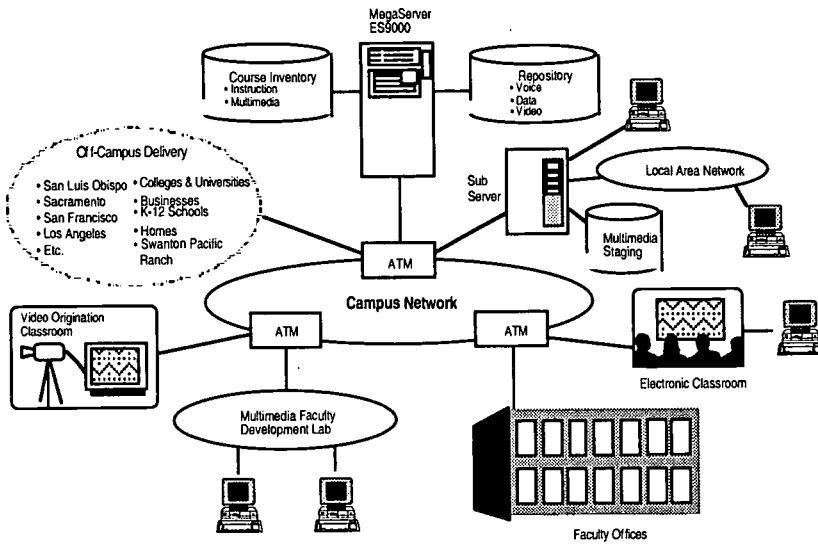 MegaServer
ES9000
Course Inventory
• Instruction
• Multimedia
Repository
• Voice
• Data
• Video
Off-Campus Delivery
• San Luis Obispo
• Sacramento
• San Francisco
• Los Angeles
• Etc.
• Colleges & Universities
• Businesses
• K-12 Schools
• Homes
• Swanton Pacific
Ranch
Sub
Server
Local Area Network
Multimedia
Staging
ATM
Campus Network
ATM
ATM
Video Origination
Classroom
Electronic Classroom
Multimedia Faculty
Development Lab
Faculty Offices